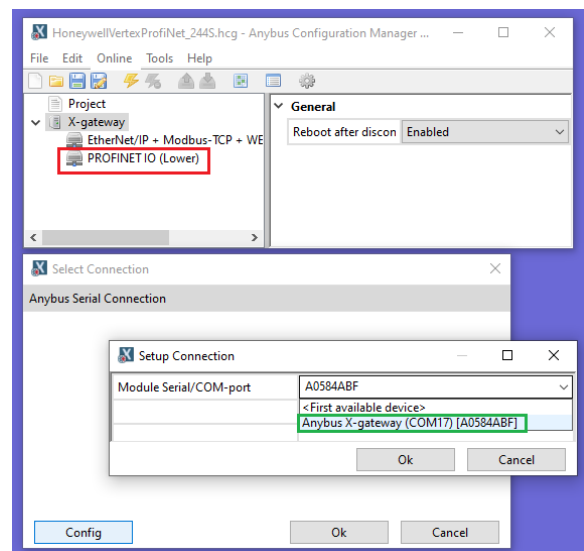 HoneywellVertexProfiNet_244S.hcg - Anybus Configuration Manager ...
File Edit Online Tools Help
Project
X-gateway
EtherNet/IP + Modbus-TCP + WE
PROFINET IO (Lower)
General
Reboot after discon Enabled
Select Connection
Anybus Serial Connection
Setup Connection
Module Serial/COM-port A0584ABF
<First available device>
Anybus X-gateway (COM17) [A0584ABF]
Ok Cancel
Config Ok Cancel